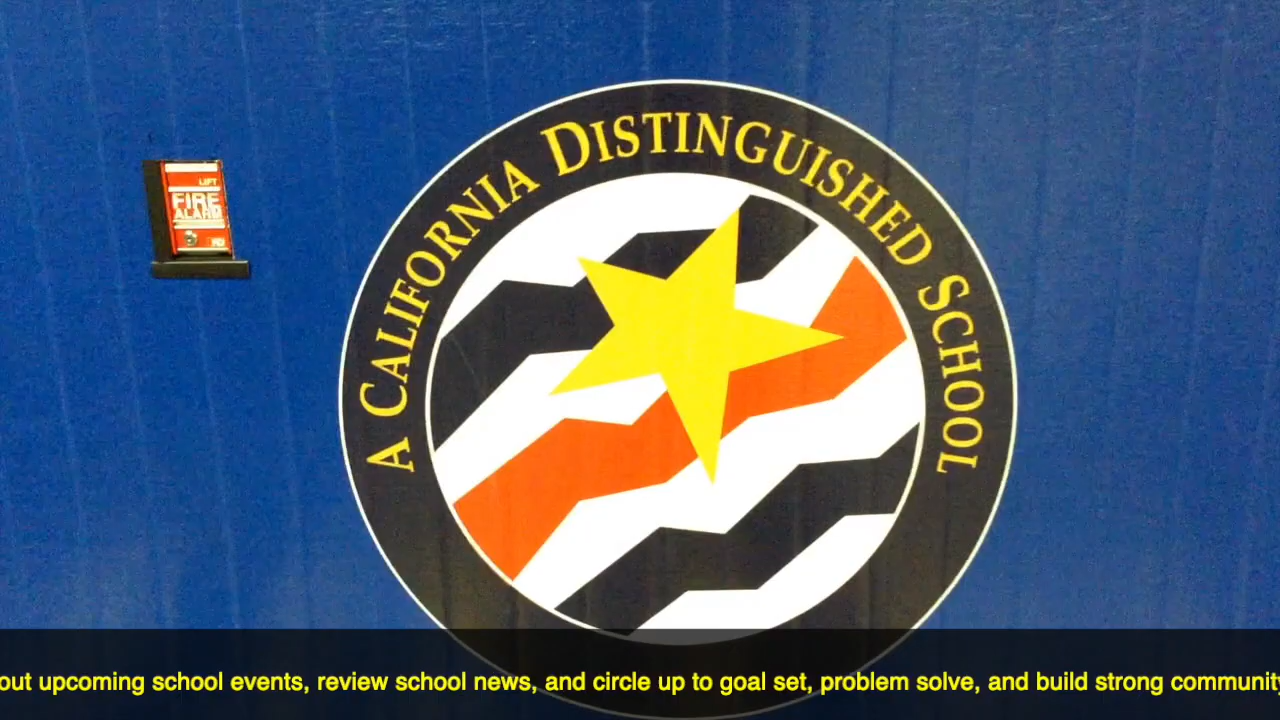 A CALIFORNIA DISTINGUISHED SCHOOL
LIFT
FIRE
ALARM
out upcoming school events, review school news, and circle up to goal set, problem solve, and build strong community